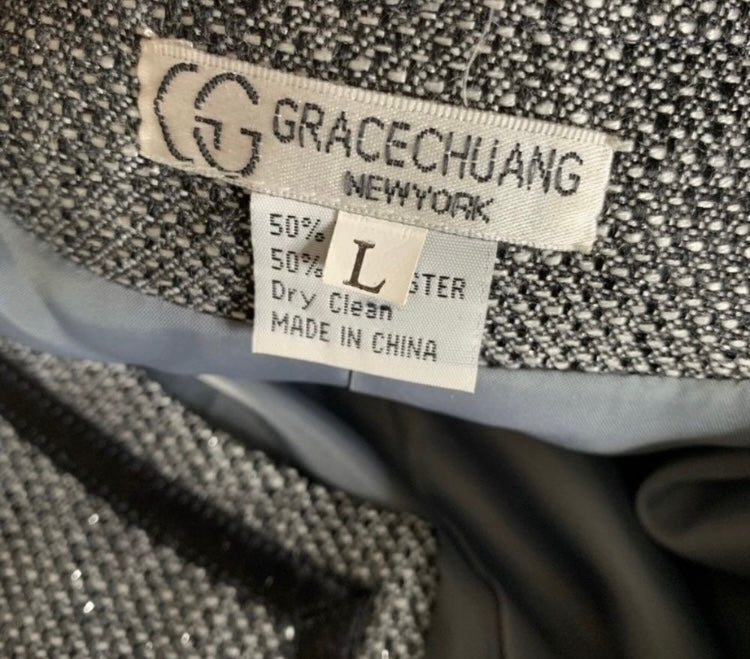 CG GRACECHUANG
NEWYORK
50%
50% STER
L
Dry Clean
MADE IN CHINA